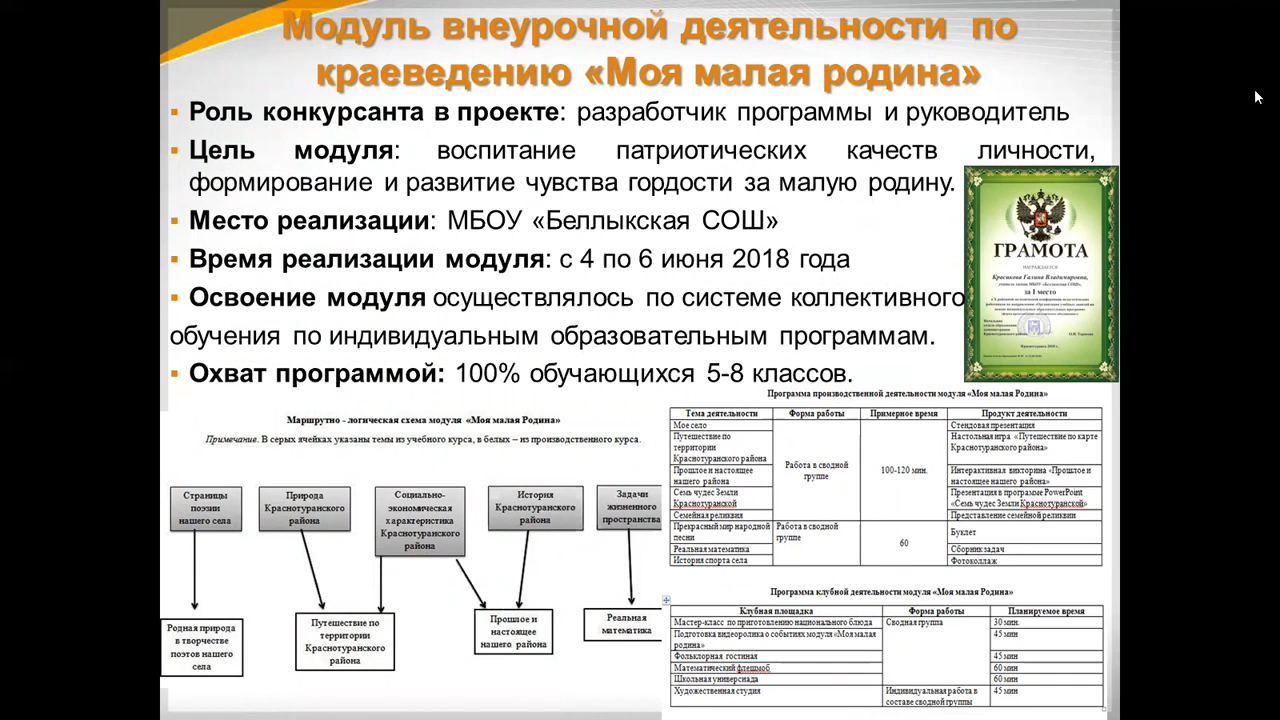 Модуль внеурочной деятельности по
краеведению «Моя малая родина»
Роль конкурсанта в проекте: разработчик программы и руководитель
Цель модуля: воспитание патриотических качеств личности,
формирование и развитие чувства гордости за малую родину.
Место реализации: МБОУ «Беллыкская СОШ»
Время реализации модуля: с 4 по 6 июня 2018 года
Освоение модуля осуществлялось по системе коллективного
обучения по индивидуальным образовательным программам.
Охват программой: 100% обучающихся 5-8 классов.
ГРАМОТА
НАГРАЖДАЕТСЯ
Красикова Галина Владимировна,
за I место
Маршрутно - логическая схема модуля «Моя малая Родина»
Примечание. В серых ячейках указаны темы из учебного курса, в белых – из производственного курса.
Страницы
поэзии
нашего села
Природа
Краснотуранского
района
Социально-
экономическая
характеристика
Краснотуранского
района
История
Краснотуранского
района
Задачи
жизненного
пространства
Родная природа
в творчестве
поэтов нашего
села
Путешествие по
территории
Краснотуранского
района
Прошлое и
настоящее
нашего района
Реальная
математика
Программа производственной деятельности модуля «Моя малая Родина»
Тема деятельности Форма работы Примерное время Продукт деятельности
Мое село Стендовая презентация
Путешествие по
территории
Краснотуранского района
Настольная игра «Путешествие по карте
Краснотуранского района»
Работа в сводной
группе
100-120 мин.
Прошлое и настоящее
нашего района
Интерактивная викторина «Прошлое и
настоящее нашего района»
Семь чудес Земли
Краснотуранской
Презентация в программе PowerPoint
«Семь чудес Земли Краснотуранской»
Семейная реликвия Представление семейной реликвии
Прекрасный мир народной
песни
Работа в сводной
группе
60
Буклет
Реальная математика Сборник задач
История спорта села Фотоколлаж
Программа клубной деятельности модуля «Моя малая Родина»
Клубная площадка Форма работы Планируемое время
Мастер-класс по приготовлению национального блюда Сводная группа 30 мин.
Подготовка видеоролика о событиях модуля «Моя малая
родина»
45 мин
Фольклорная гостиная 45 мин
Математический флешмоб 60 мин
Школьная универсиада 60 мин
Художественная студия Индивидуальная работа в
составе сводной группы
45 мин